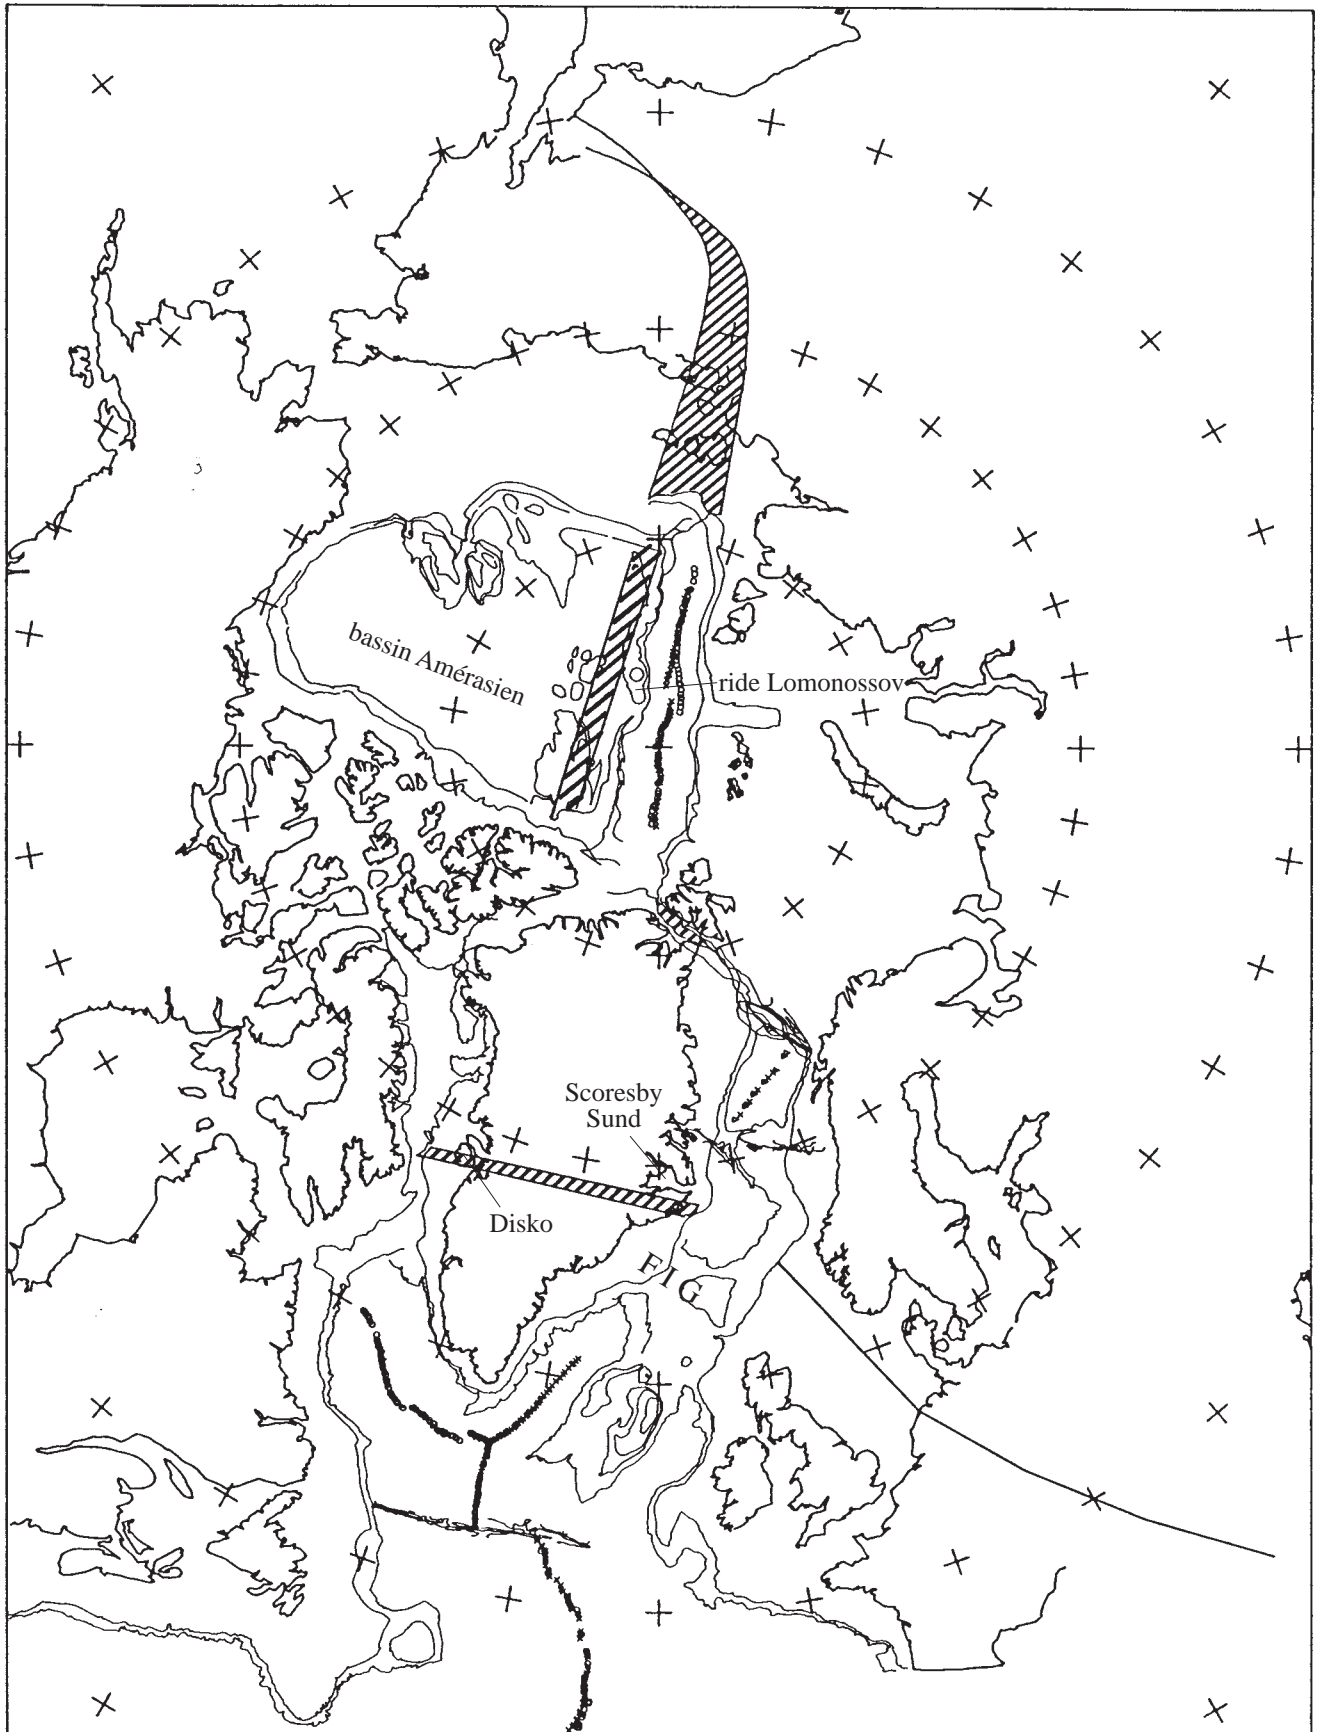 bassin Amérasien
ride Lomonossov
Scoresby
Sund
Disko
FIG